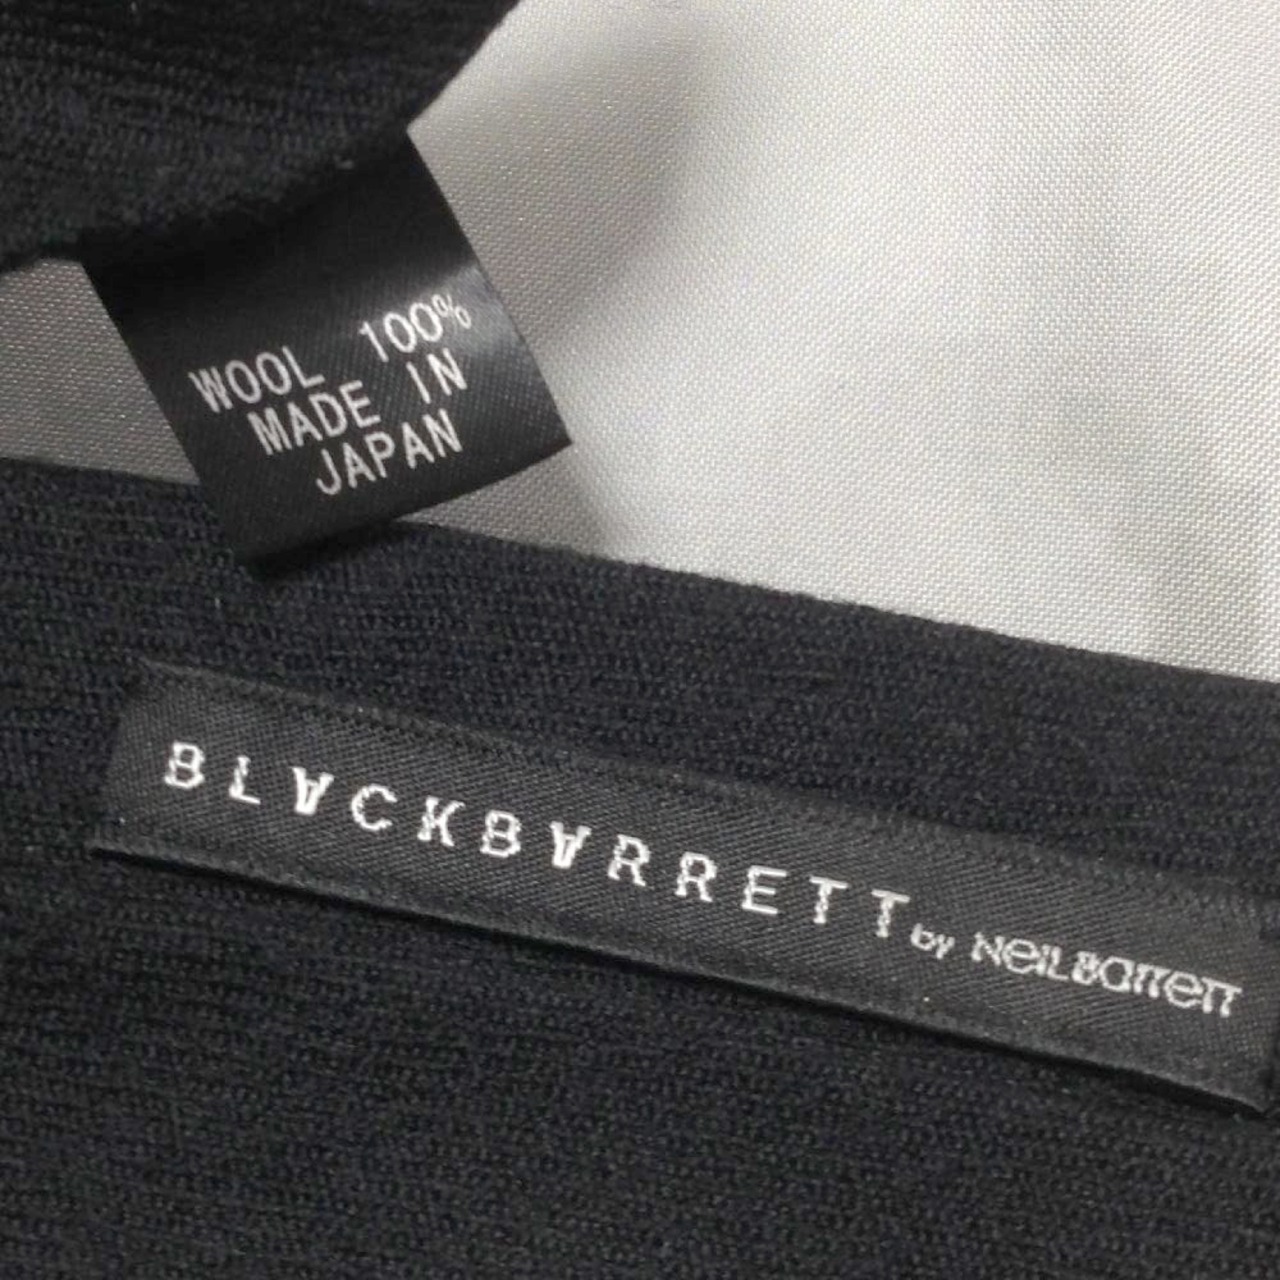 WOOL 100%
MADE IN
JAPAN
BLACKBARRETT by NEILBARRETT